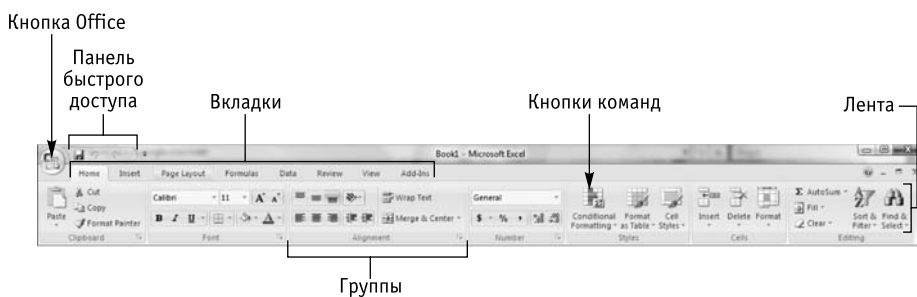 Кнопка Office
Панель
быстрого
доступа
Вкладки
Кнопки команд
Лента
Book1 - Microsoft Excel
Home Insert Page Layout Formulas Data Review View Add-Ins
Paste
Cut
Copy
Format Painter
Clipboard
Calibri 11 A A
B I U A
Font
Wrap Text
Merge & Center
Alignment
General
$ % ,
Number
Conditional Formatting
Format as Table
Cell Styles
Styles
Insert Delete Format
Cells
Σ AutoSum
Fill
Clear
Sort & Filter
Find & Select
Editing
Группы